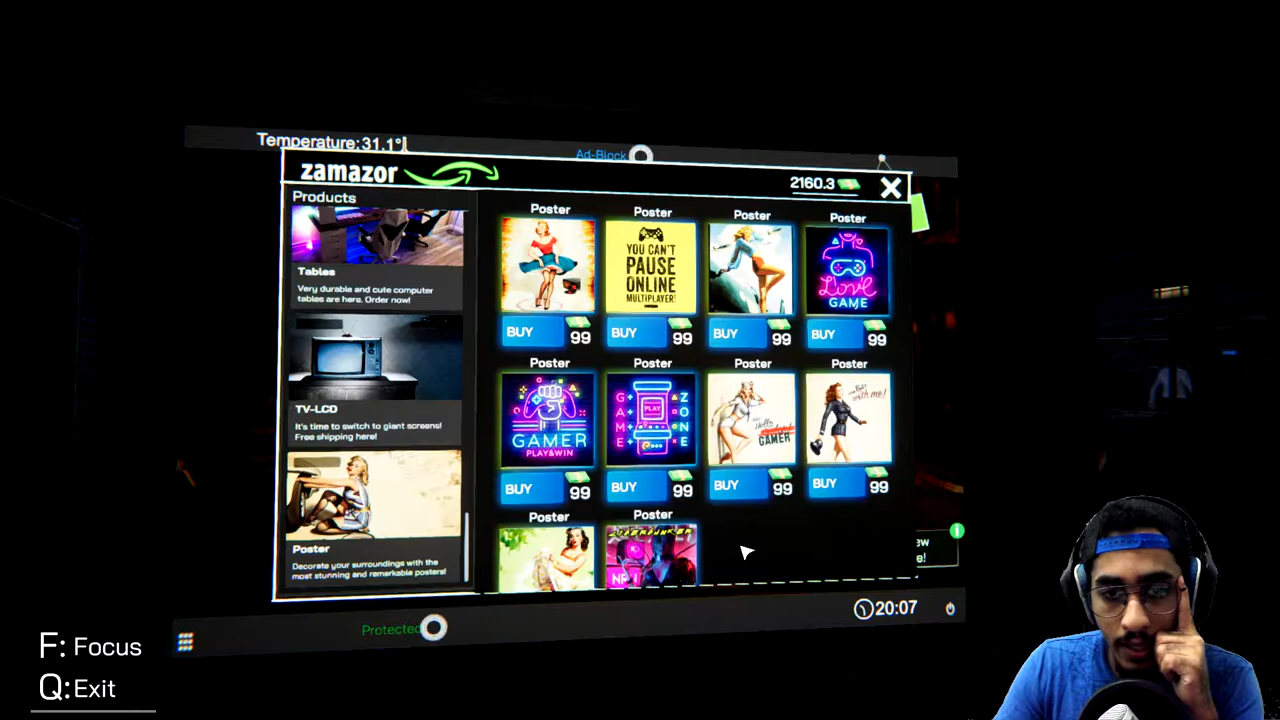 Temperature:31.1°
Ad-Block
zamazor
2160.3
Products
Tables
Very durable and cute computer
tables are here. Order now!
TV-LCD
It's time to switch to giant screens!
Free shipping here!
Poster
Decorate your surroundings with the
most stunning and remarkable posters!
Poster
Poster
Poster
Poster
YOU CAN'T
PAUSE
ONLINE
MULTIPLAYER!
Love
GAME
BUY 99
BUY 99
BUY 99
BUY 99
Poster
Poster
Poster
Poster
GAMER
PLAY&WIN
GAME
PLAY
ZONE
Hello
GAMER
with me!
BUY 99
BUY 99
BUY 99
BUY 99
Poster
Poster
ew
e!
Protected
20:07
F: Focus
Q:Exit